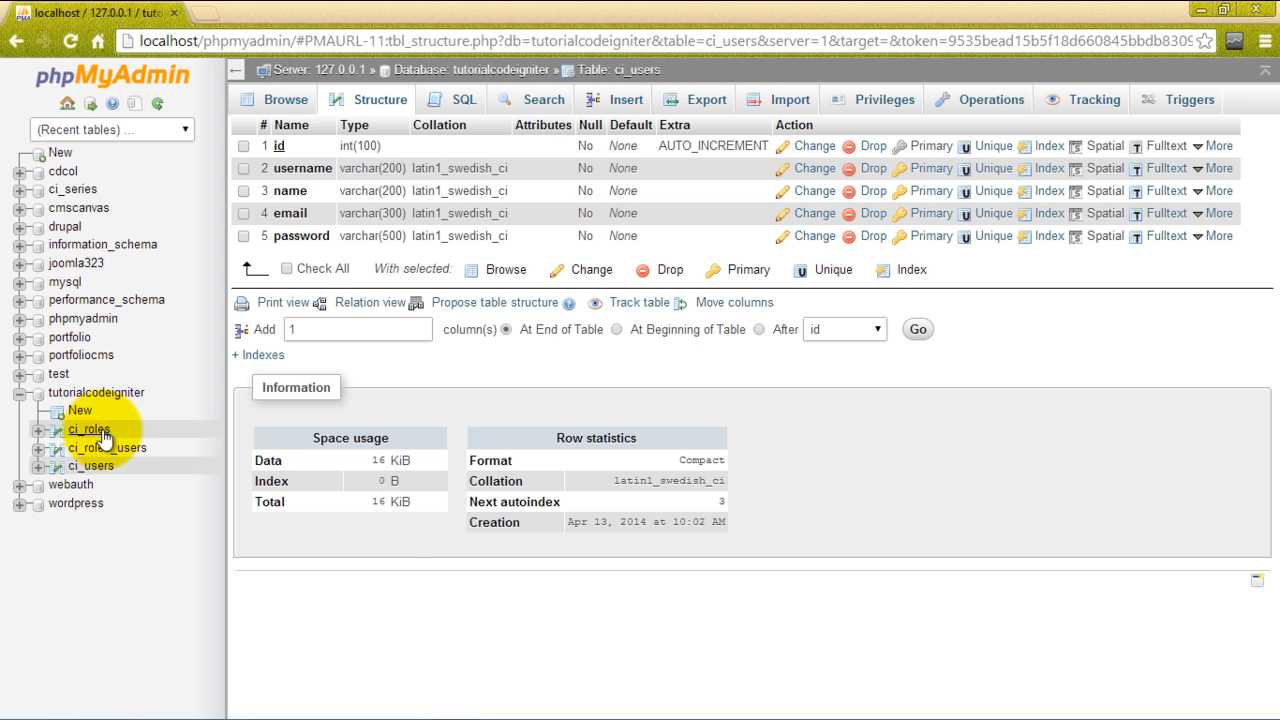 localhost / 127.0.0.1 / tuto
localhost/phpmyadmin/#PMAURL-11:tbl_structure.php?db=tutorialcodeigniter&table=ci_users&server=1&target=&token=9535bead15b5f18d660845bbdb8309
phpMyAdmin
(Recent tables) ...
New
cdcol
ci_series
cmscanvas
drupal
information_schema
joomla323
mysql
performance_schema
phpmyadmin
portfolio
portfoliocms
test
tutorialcodeigniter
New
ci_roles
ci_roles_users
ci_users
webauth
wordpress
Server: 127.0.0.1 » Database: tutorialcodeigniter » Table: ci_users
Browse Structure SQL Search Insert Export Import Privileges Operations Tracking Triggers
# Name Type Collation Attributes Null Default Extra Action
1 id int(100) No None AUTO_INCREMENT Change Drop Primary Unique Index Spatial Fulltext More
2 username varchar(200) latin1_swedish_ci No None Change Drop Primary Unique Index Spatial Fulltext More
3 name varchar(200) latin1_swedish_ci No None Change Drop Primary Unique Index Spatial Fulltext More
4 email varchar(300) latin1_swedish_ci No None Change Drop Primary Unique Index Spatial Fulltext More
5 password varchar(500) latin1_swedish_ci No None Change Drop Primary Unique Index Spatial Fulltext More
Check All With selected: Browse Change Drop Primary Unique Index
Print view Relation view Propose table structure Track table Move columns
Add 1 column(s) At End of Table At Beginning of Table After id Go
+ Indexes
Information
Space usage
Data 16 KiB
Index 0 B
Total 16 KiB
Row statistics
Format Compact
Collation latin1_swedish_ci
Next autoindex 3
Creation Apr 13, 2014 at 10:02 AM